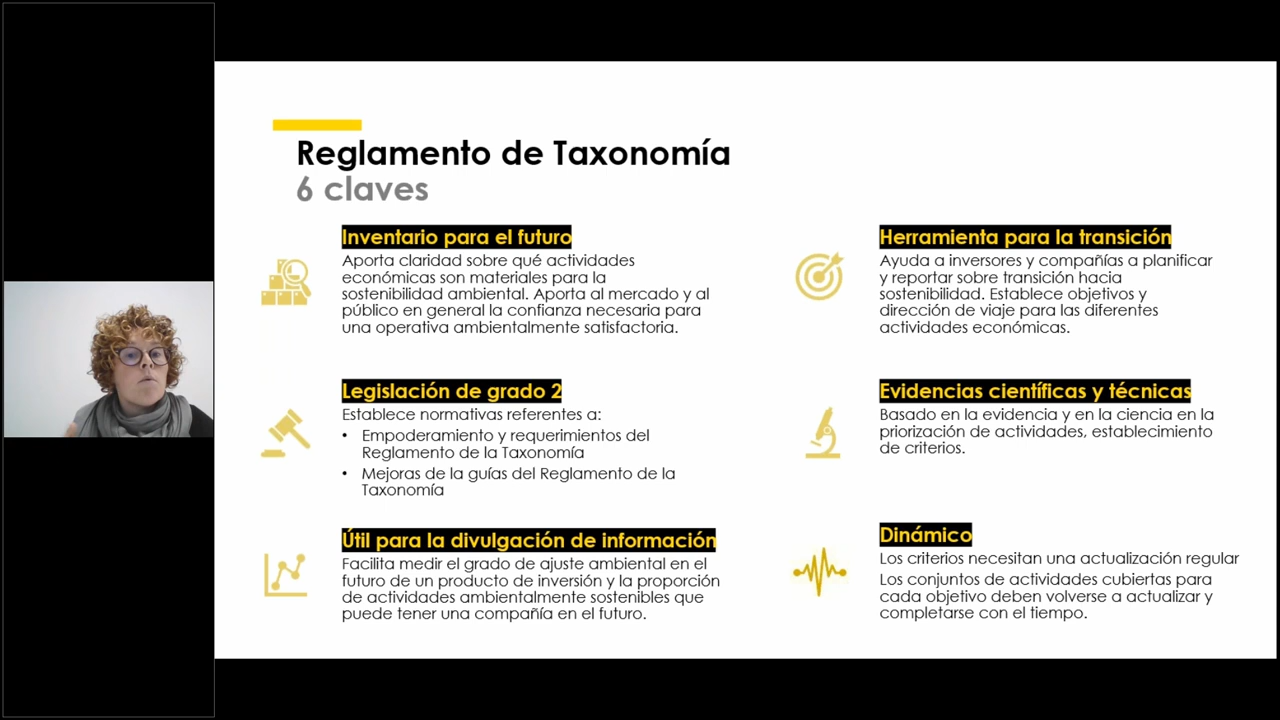 Reglamento de Taxonomía
6 claves
Inventario para el futuro
Aporta claridad sobre qué actividades
económicas son materiales para la
sostenibilidad ambiental. Aporta al mercado y al
público en general la confianza necesaria para
una operativa ambientalmente satisfactoria.
Herramienta para la transición
Ayuda a inversores y compañías a planificar
y reportar sobre transición hacia
sostenibilidad. Establece objetivos y
dirección de viaje para las diferentes
actividades económicas.
Legislación de grado 2
Establece normativas referentes a:
• Empoderamiento y requerimientos del
Reglamento de la Taxonomía
• Mejoras de la guías del Reglamento de la
Taxonomía
Evidencias científicas y técnicas
Basado en la evidencia y en la ciencia en la
priorización de actividades, establecimiento
de criterios.
Útil para la divulgación de información
Facilita medir el grado de ajuste ambiental en el
futuro de un producto de inversión y la proporción
de actividades ambientalmente sostenibles que
puede tener una compañía en el futuro.
Dinámico
Los criterios necesitan una actualización regular
Los conjuntos de actividades cubiertas para
cada objetivo deben volverse a actualizar y
completarse con el tiempo.